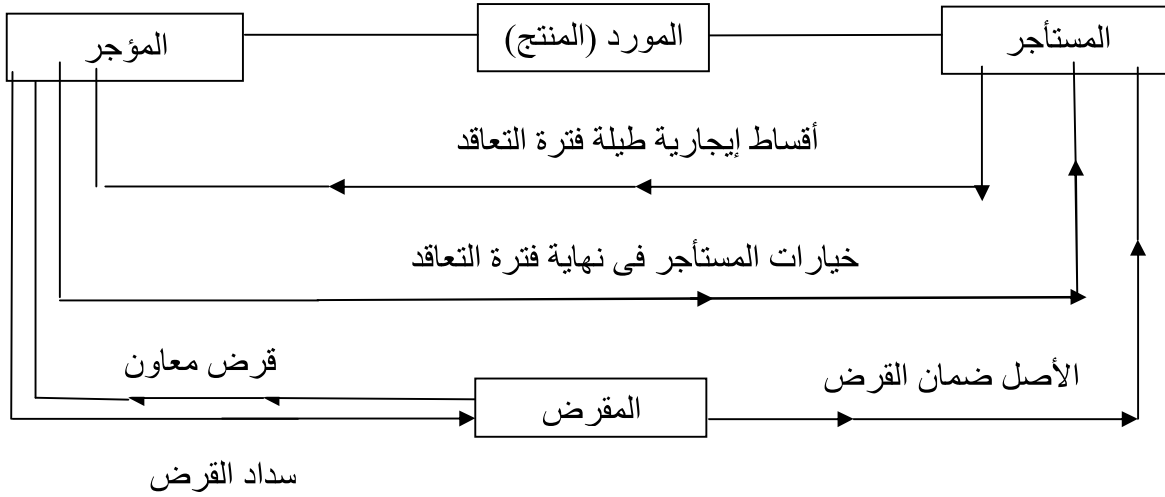 المستأجر
المورد (المنتج)
المؤجر
أقساط إيجارية طيلة فترة التعاقد
خيارات المستأجر فى نهاية فترة التعاقد
الأصل ضمان القرض
قرض معاون
المقرض
سداد القرض